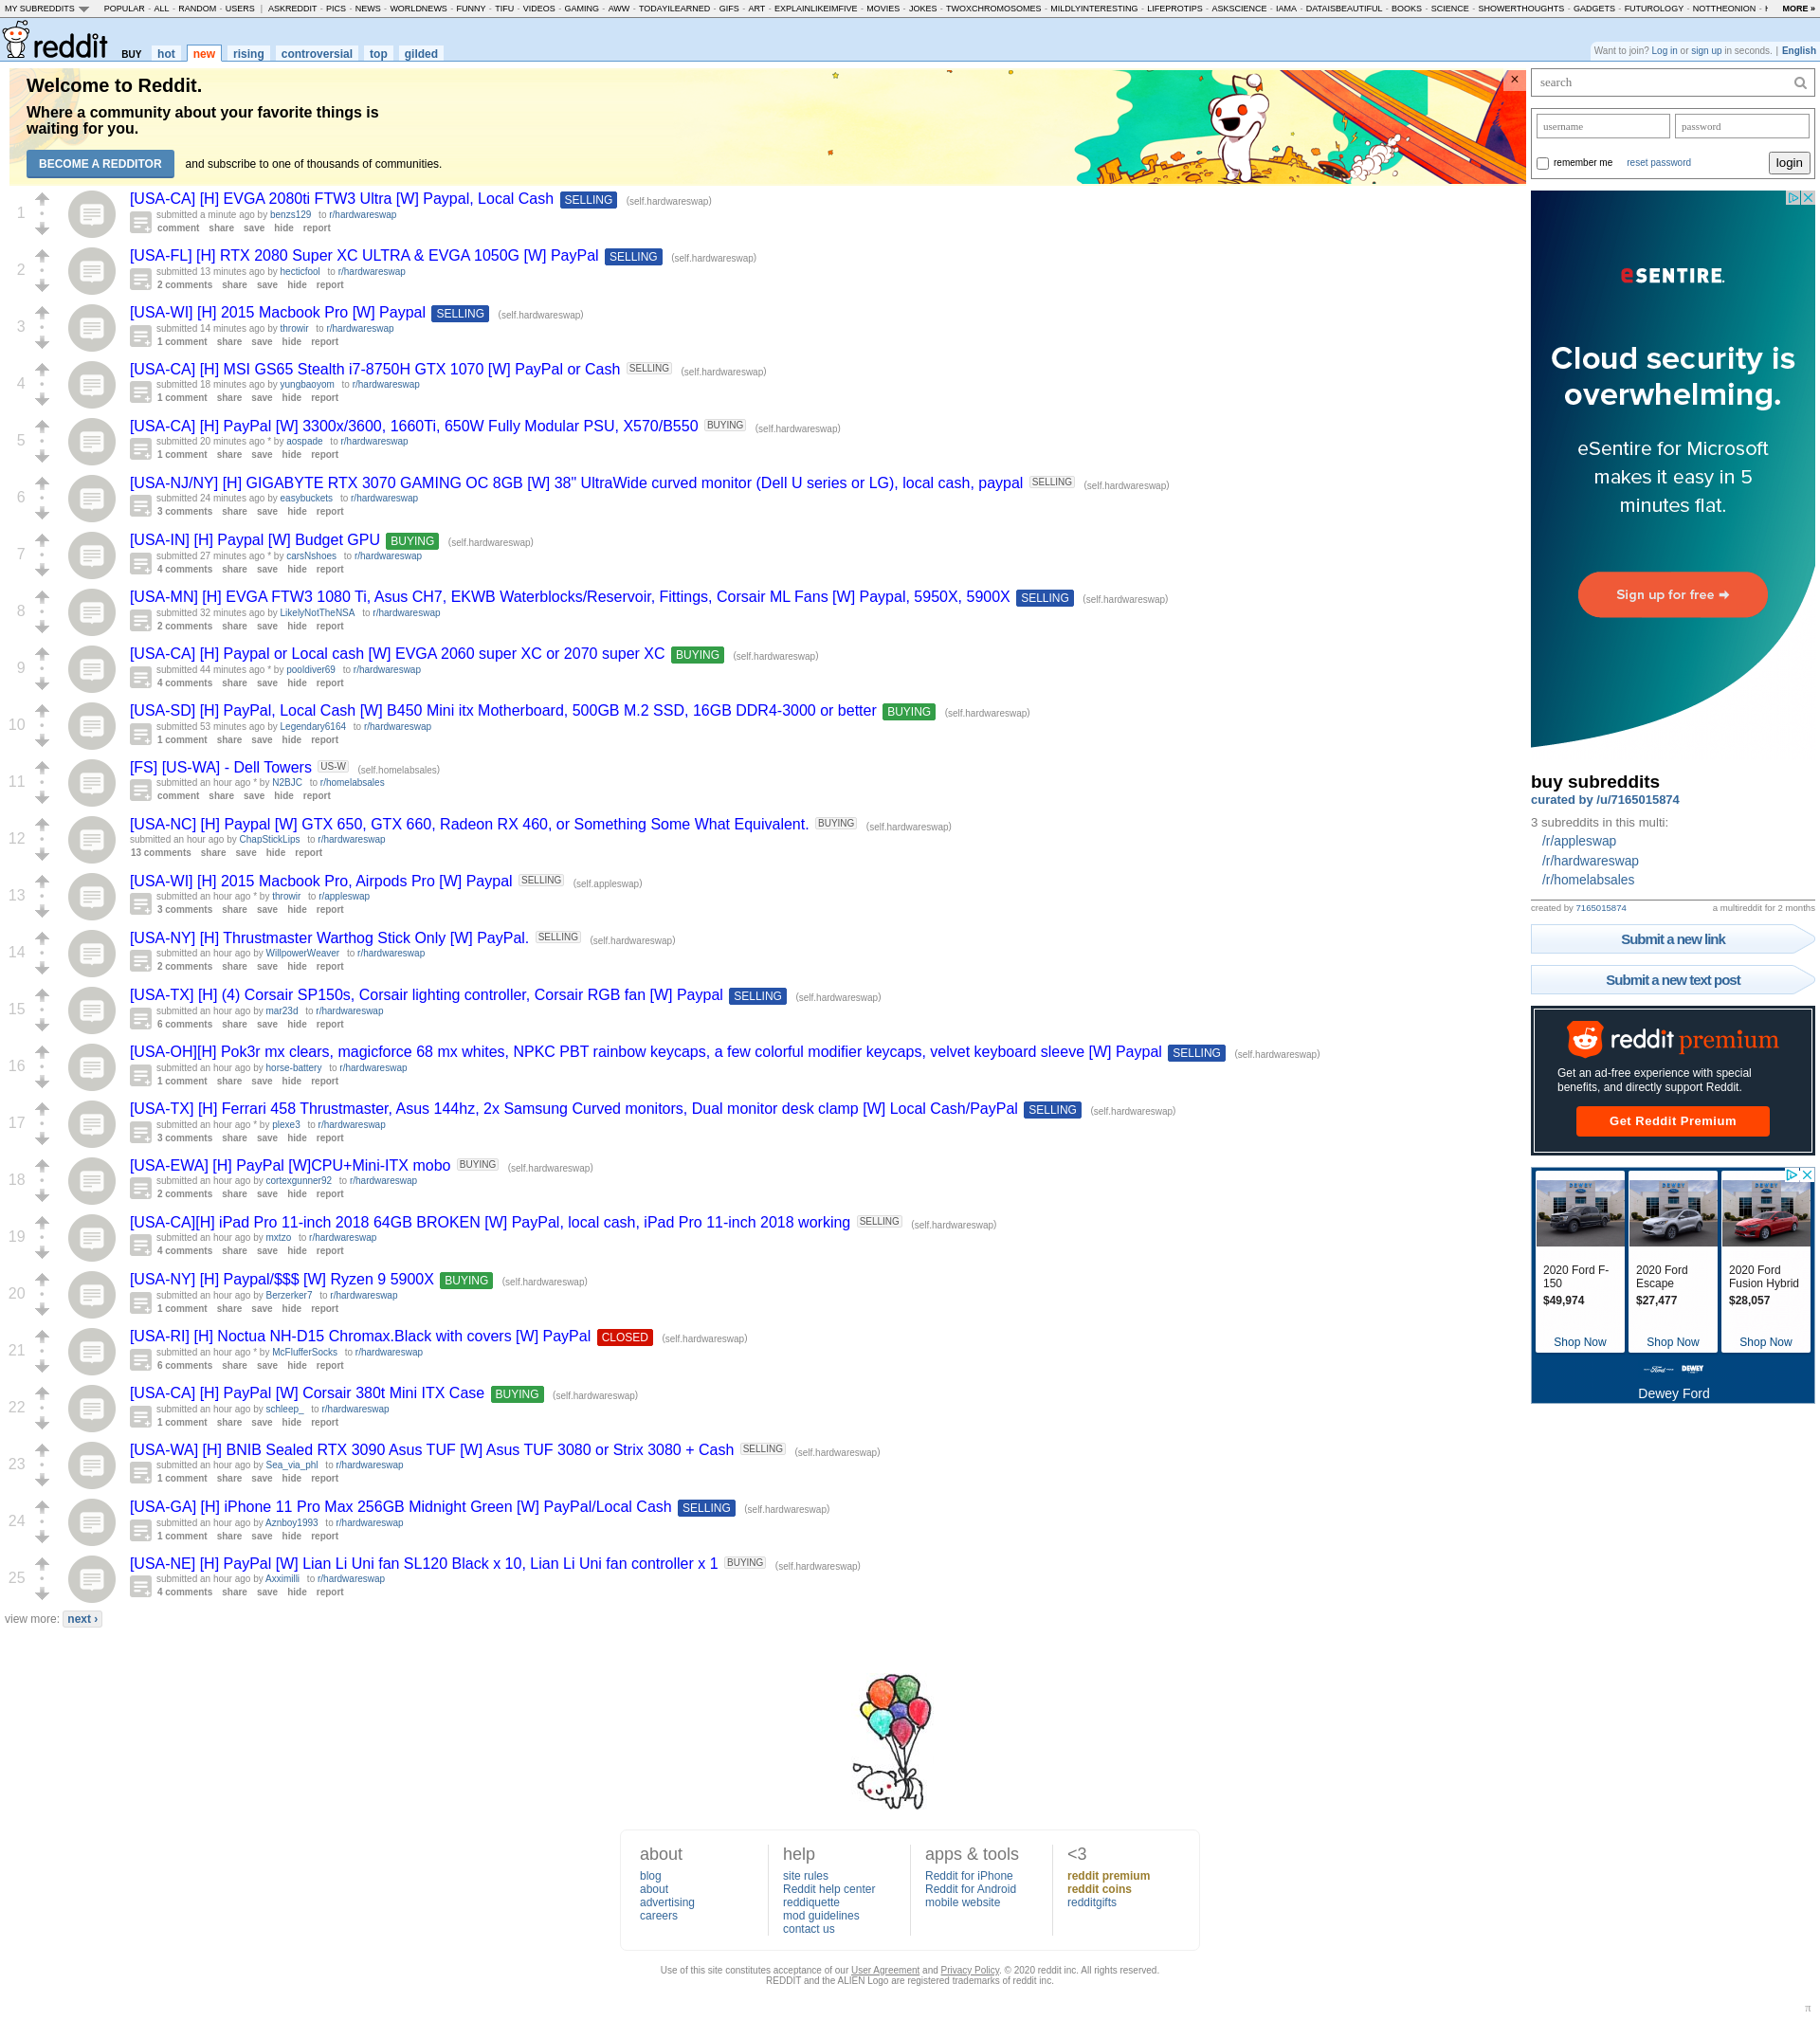 MY SUBREDDITS POPULAR - ALL - RANDOM - USERS | ASKREDDIT - PICS - NEWS - WORLDNEWS - FUNNY - TIFU - VIDEOS - GAMING - AWW - TODAYILEARNED - GIFS - ART - EXPLAINLIKEIMFIVE - MOVIES - JOKES - TWOXCHROMOSOMES - MILDLYINTERESTING - LIFEPROTIPS - ASKSCIENCE - IAMA - DATAISBEAUTIFUL - BOOKS - SCIENCE - SHOWERTHOUGHTS - GADGETS - FUTUROLOGY - NOTTHEONION - MORE »
reddit BUY hot new rising controversial top gilded
Want to join? Log in or sign up in seconds. | English
Welcome to Reddit.
Where a community about your favorite things is
waiting for you.
BECOME A REDDITOR and subscribe to one of thousands of communities.
×
1
[USA-CA] [H] EVGA 2080ti FTW3 Ultra [W] Paypal, Local Cash SELLING (self.hardwareswap)
submitted a minute ago by benzs129 to r/hardwareswap
comment share save hide report
2
[USA-FL] [H] RTX 2080 Super XC ULTRA & EVGA 1050G [W] PayPal SELLING (self.hardwareswap)
submitted 13 minutes ago by hecticfool to r/hardwareswap
2 comments share save hide report
3
[USA-WI] [H] 2015 Macbook Pro [W] Paypal SELLING (self.hardwareswap)
submitted 14 minutes ago by throwir to r/hardwareswap
1 comment share save hide report
4
[USA-CA] [H] MSI GS65 Stealth i7-8750H GTX 1070 [W] PayPal or Cash SELLING (self.hardwareswap)
submitted 18 minutes ago by yungbaoyom to r/hardwareswap
1 comment share save hide report
5
[USA-CA] [H] PayPal [W] 3300x/3600, 1660Ti, 650W Fully Modular PSU, X570/B550 BUYING (self.hardwareswap)
submitted 20 minutes ago * by aospade to r/hardwareswap
1 comment share save hide report
6
[USA-NJ/NY] [H] GIGABYTE RTX 3070 GAMING OC 8GB [W] 38" UltraWide curved monitor (Dell U series or LG), local cash, paypal SELLING (self.hardwareswap)
submitted 24 minutes ago by easybuckets to r/hardwareswap
3 comments share save hide report
7
[USA-IN] [H] Paypal [W] Budget GPU BUYING (self.hardwareswap)
submitted 27 minutes ago * by carsNshoes to r/hardwareswap
4 comments share save hide report
8
[USA-MN] [H] EVGA FTW3 1080 Ti, Asus CH7, EKWB Waterblocks/Reservoir, Fittings, Corsair ML Fans [W] Paypal, 5950X, 5900X SELLING (self.hardwareswap)
submitted 32 minutes ago by LikelyNotTheNSA to r/hardwareswap
2 comments share save hide report
9
[USA-CA] [H] Paypal or Local cash [W] EVGA 2060 super XC or 2070 super XC BUYING (self.hardwareswap)
submitted 44 minutes ago * by pooldiver69 to r/hardwareswap
4 comments share save hide report
10
[USA-SD] [H] PayPal, Local Cash [W] B450 Mini itx Motherboard, 500GB M.2 SSD, 16GB DDR4-3000 or better BUYING (self.hardwareswap)
submitted 53 minutes ago by Legendary6164 to r/hardwareswap
1 comment share save hide report
11
[FS] [US-WA] - Dell Towers US-W (self.homelabsales)
submitted an hour ago * by N2BJC to r/homelabsales
comment share save hide report
12
[USA-NC] [H] Paypal [W] GTX 650, GTX 660, Radeon RX 460, or Something Some What Equivalent. BUYING (self.hardwareswap)
submitted an hour ago by ChapStickLips to r/hardwareswap
13 comments share save hide report
13
[USA-WI] [H] 2015 Macbook Pro, Airpods Pro [W] Paypal SELLING (self.appleswap)
submitted an hour ago * by throwir to r/appleswap
3 comments share save hide report
14
[USA-NY] [H] Thrustmaster Warthog Stick Only [W] PayPal. SELLING (self.hardwareswap)
submitted an hour ago by WillpowerWeaver to r/hardwareswap
2 comments share save hide report
15
[USA-TX] [H] (4) Corsair SP150s, Corsair lighting controller, Corsair RGB fan [W] Paypal SELLING (self.hardwareswap)
submitted an hour ago by mar23d to r/hardwareswap
6 comments share save hide report
16
[USA-OH][H] Pok3r mx clears, magicforce 68 mx whites, NPKC PBT rainbow keycaps, a few colorful modifier keycaps, velvet keyboard sleeve [W] Paypal SELLING (self.hardwareswap)
submitted an hour ago by horse-battery to r/hardwareswap
1 comment share save hide report
17
[USA-TX] [H] Ferrari 458 Thrustmaster, Asus 144hz, 2x Samsung Curved monitors, Dual monitor desk clamp [W] Local Cash/PayPal SELLING (self.hardwareswap)
submitted an hour ago * by plexe3 to r/hardwareswap
3 comments share save hide report
18
[USA-EWA] [H] PayPal [W]CPU+Mini-ITX mobo BUYING (self.hardwareswap)
submitted an hour ago by cortexgunner92 to r/hardwareswap
2 comments share save hide report
19
[USA-CA][H] iPad Pro 11-inch 2018 64GB BROKEN [W] PayPal, local cash, iPad Pro 11-inch 2018 working SELLING (self.hardwareswap)
submitted an hour ago by mxtzo to r/hardwareswap
4 comments share save hide report
20
[USA-NY] [H] Paypal/$$$ [W] Ryzen 9 5900X BUYING (self.hardwareswap)
submitted an hour ago by Berzerker7 to r/hardwareswap
1 comment share save hide report
21
[USA-RI] [H] Noctua NH-D15 Chromax.Black with covers [W] PayPal CLOSED (self.hardwareswap)
submitted an hour ago * by McFlufferSocks to r/hardwareswap
6 comments share save hide report
22
[USA-CA] [H] PayPal [W] Corsair 380t Mini ITX Case BUYING (self.hardwareswap)
submitted an hour ago by schleep_ to r/hardwareswap
1 comment share save hide report
23
[USA-WA] [H] BNIB Sealed RTX 3090 Asus TUF [W] Asus TUF 3080 or Strix 3080 + Cash SELLING (self.hardwareswap)
submitted an hour ago by Sea_via_phl to r/hardwareswap
1 comment share save hide report
24
[USA-GA] [H] iPhone 11 Pro Max 256GB Midnight Green [W] PayPal/Local Cash SELLING (self.hardwareswap)
submitted an hour ago by Aznboy1993 to r/hardwareswap
1 comment share save hide report
25
[USA-NE] [H] PayPal [W] Lian Li Uni fan SL120 Black x 10, Lian Li Uni fan controller x 1 BUYING (self.hardwareswap)
submitted an hour ago by Axximilli to r/hardwareswap
4 comments share save hide report
view more: next ›
search
username password
remember me reset password login
eSENTIRE
Cloud security is
overwhelming.
eSentire for Microsoft
makes it easy in 5
minutes flat.
Sign up for free
buy subreddits
curated by /u/7165015874
3 subreddits in this multi:
/r/appleswap
/r/hardwareswap
/r/homelabsales
created by 7165015874 a multireddit for 2 months
Submit a new link
Submit a new text post
reddit premium
Get an ad-free experience with special
benefits, and directly support Reddit.
Get Reddit Premium
2020 Ford F-150 $49,974 Shop Now
2020 Ford Escape $27,477 Shop Now
2020 Ford Fusion Hybrid $28,057 Shop Now
Ford DEWEY
Dewey Ford
about
blog
about
advertising
careers
help
site rules
Reddit help center
reddiquette
mod guidelines
contact us
apps & tools
Reddit for iPhone
Reddit for Android
mobile website
<3
reddit premium
reddit coins
redditgifts
Use of this site constitutes acceptance of our User Agreement and Privacy Policy. © 2020 reddit inc. All rights reserved.
REDDIT and the ALIEN Logo are registered trademarks of reddit inc.
π